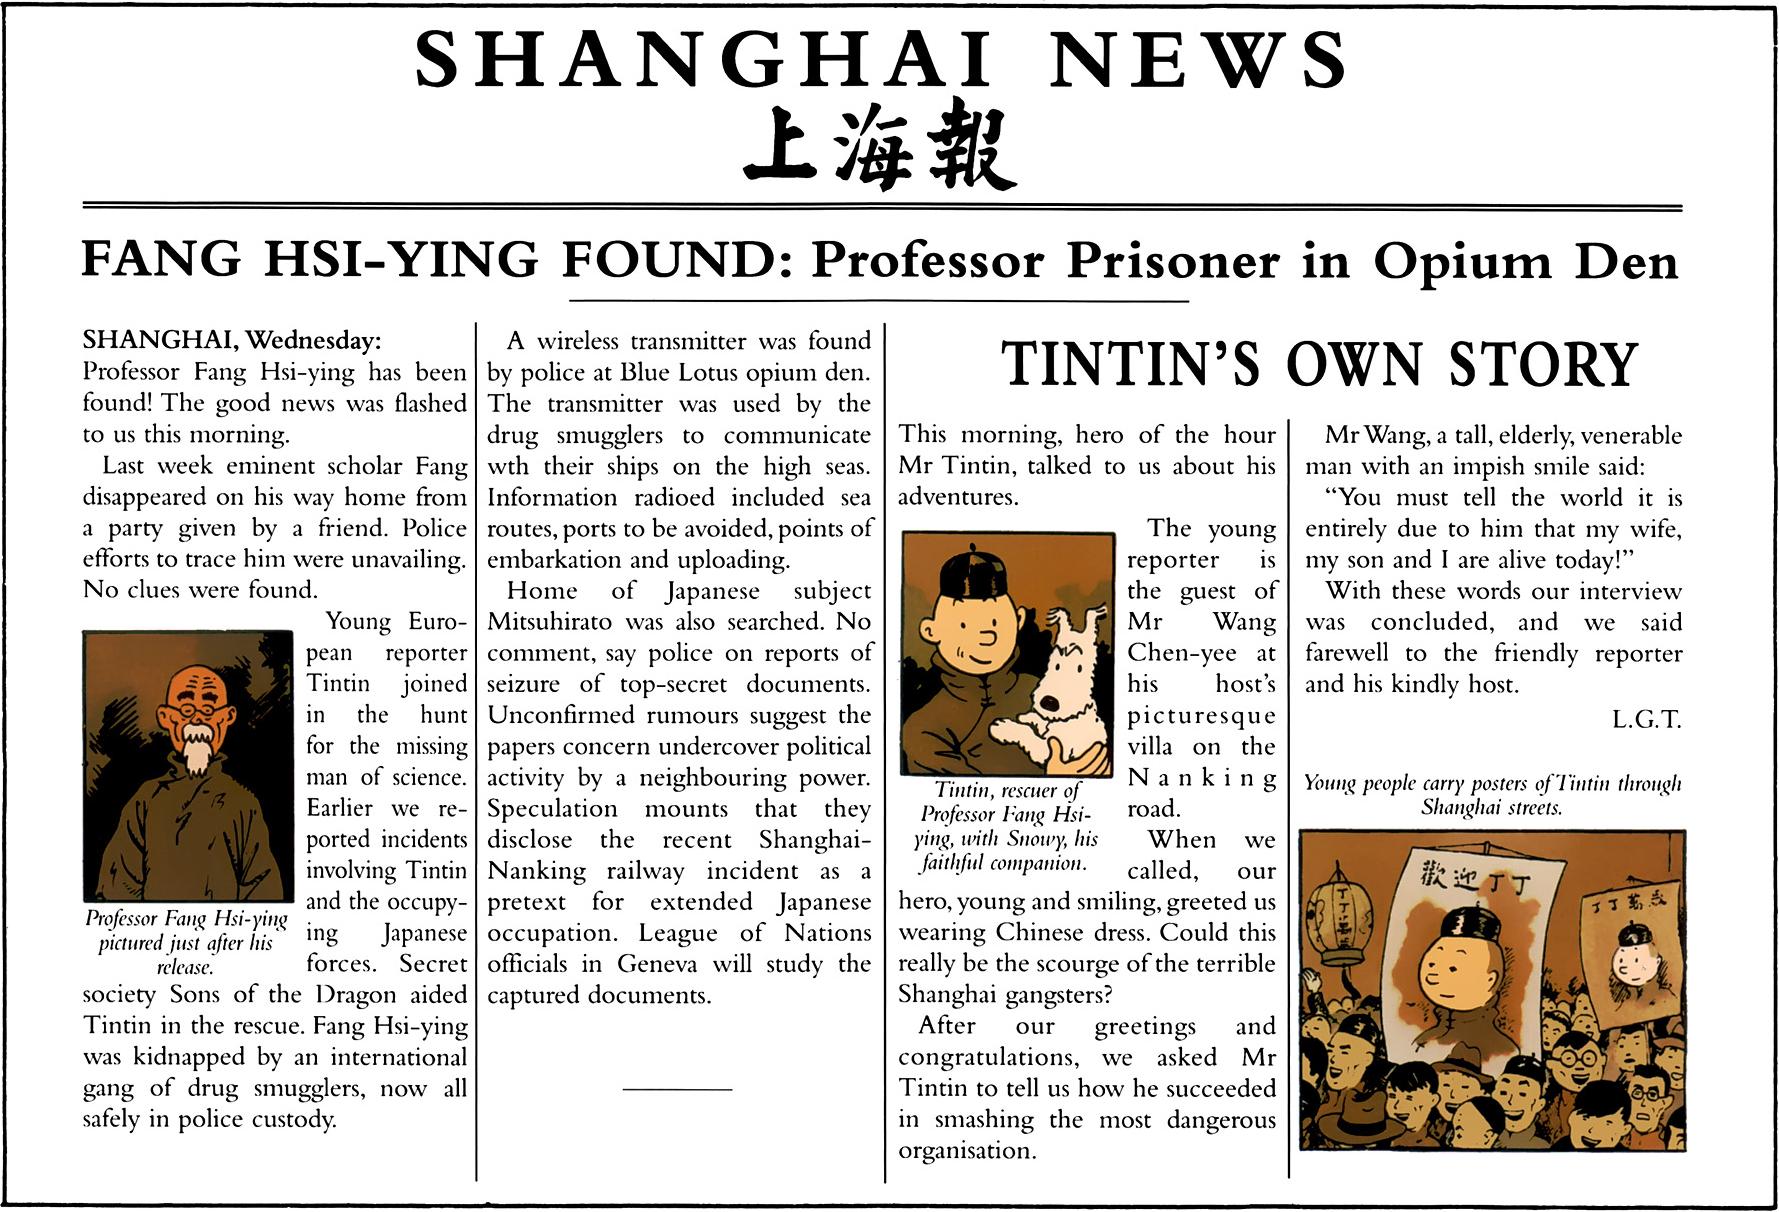 SHANGHAI NEWS
上海報
FANG HSI-YING FOUND: Professor Prisoner in Opium Den
SHANGHAI, Wednesday:
Professor Fang Hsi-ying has been
found! The good news was flashed
to us this morning.
Last week eminent scholar Fang
disappeared on his way home from
a party given by a friend. Police
efforts to trace him were unavailing.
No clues were found.
Young Euro-
pean reporter
Tintin joined
in the hunt
for the missing
man of science.
Earlier we re-
ported incidents
involving Tintin
and the occupy-
ing Japanese
forces. Secret
Professor Fang Hsi-ying
pictured just after his
release.
society Sons of the Dragon aided
Tintin in the rescue. Fang Hsi-ying
was kidnapped by an international
gang of drug smugglers, now all
safely in police custody.
A wireless transmitter was found
by police at Blue Lotus opium den.
The transmitter was used by the
drug smugglers to communicate
wth their ships on the high seas.
Information radioed included sea
routes, ports to be avoided, points of
embarkation and uploading.
Home of Japanese subject
Mitsuhirato was also searched. No
comment, say police on reports of
seizure of top-secret documents.
Unconfirmed rumours suggest the
papers concern undercover political
activity by a neighbouring power.
Speculation mounts that they
disclose the recent Shanghai-
Nanking railway incident as a
pretext for extended Japanese
occupation. League of Nations
officials in Geneva will study the
captured documents.
TINTIN'S OWN STORY
This morning, hero of the hour
Mr Tintin, talked to us about his
adventures.
The young
reporter is
the guest of
Mr Wang
Chen-yee at
his host's
picturesque
villa on the
Nanking
road.
When we
called, our
Tintin, rescuer of
Professor Fang Hsi-
ying, with Snowy, his
faithful companion.
hero, young and smiling, greeted us
wearing Chinese dress. Could this
really be the scourge of the terrible
Shanghai gangsters?
After our greetings and
congratulations, we asked Mr
Tintin to tell us how he succeeded
in smashing the most dangerous
organisation.
Mr Wang, a tall, elderly, venerable
man with an impish smile said:
“You must tell the world it is
entirely due to him that my wife,
my son and I are alive today!”
With these words our interview
was concluded, and we said
farewell to the friendly reporter
and his kindly host.
L.G.T.
Young people carry posters of Tintin through
Shanghai streets.
歡迎丁丁
丁丁萬歲